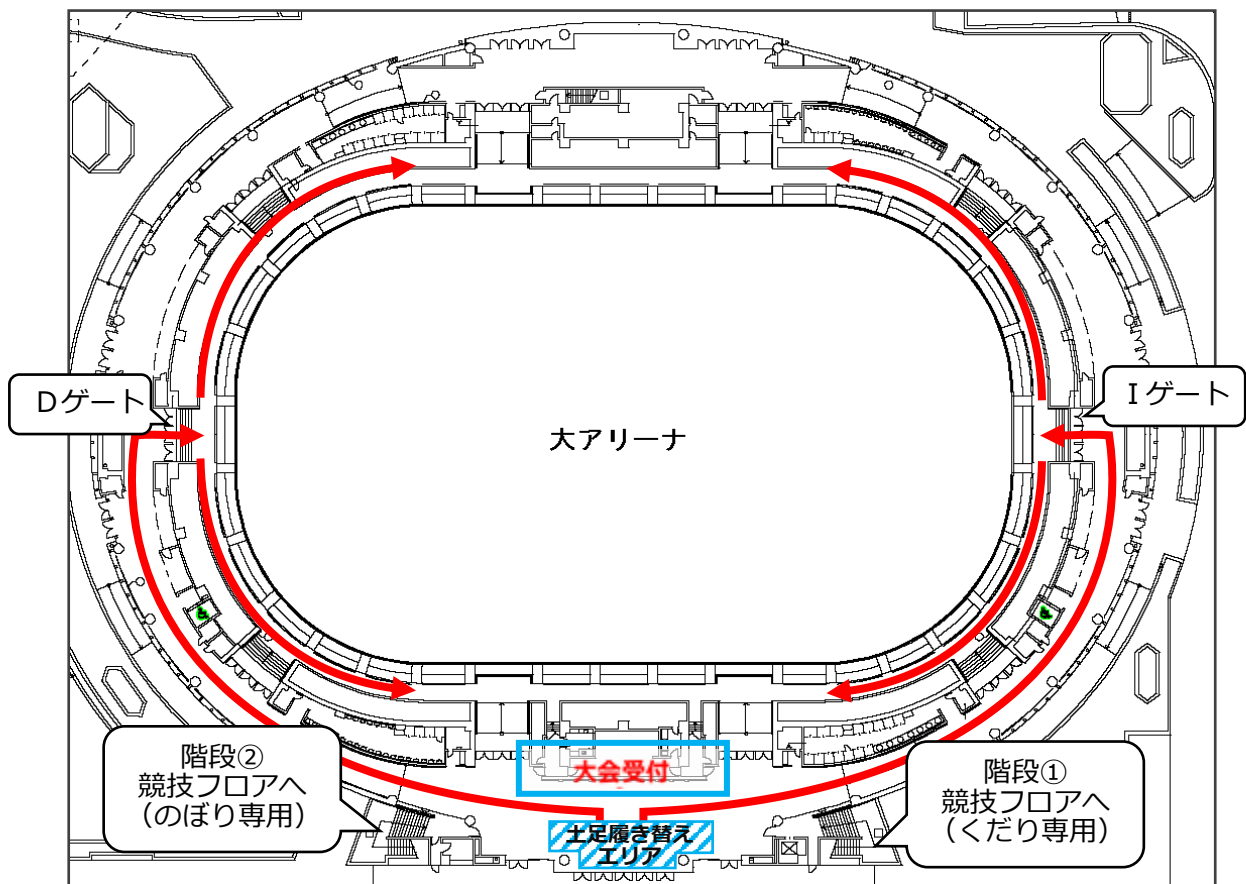 Dゲート
Iゲート
大アリーナ
階段②
競技フロアへ
（のぼり専用）
大会受付
階段①
競技フロアへ
（くだり専用）
土足履き替え
エリア